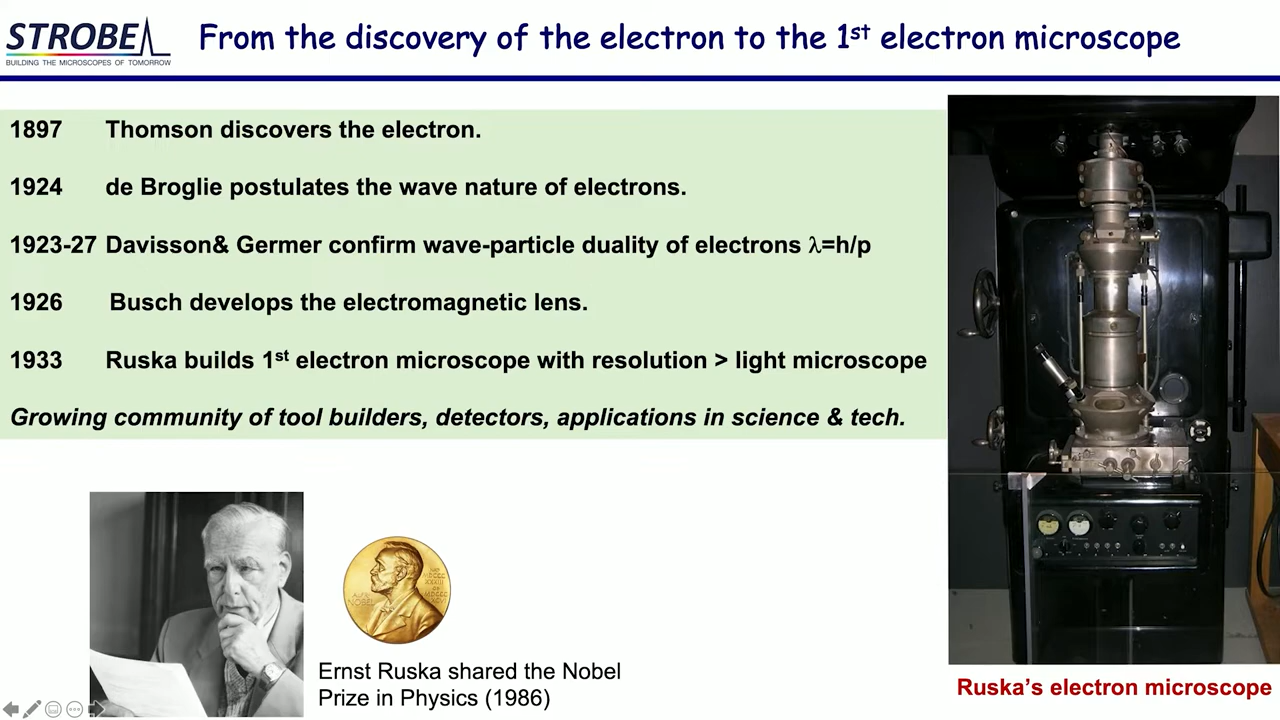 STROBE
BUILDING THE MICROSCOPES OF TOMORROW
From the discovery of the electron to the 1st electron microscope
1897 Thomson discovers the electron.
1924 de Broglie postulates the wave nature of electrons.
1923-27 Davisson& Germer confirm wave-particle duality of electrons λ=h/p
1926 Busch develops the electromagnetic lens.
1933 Ruska builds 1st electron microscope with resolution > light microscope
Growing community of tool builders, detectors, applications in science & tech.
Ernst Ruska shared the Nobel
Prize in Physics (1986)
Ruska's electron microscope